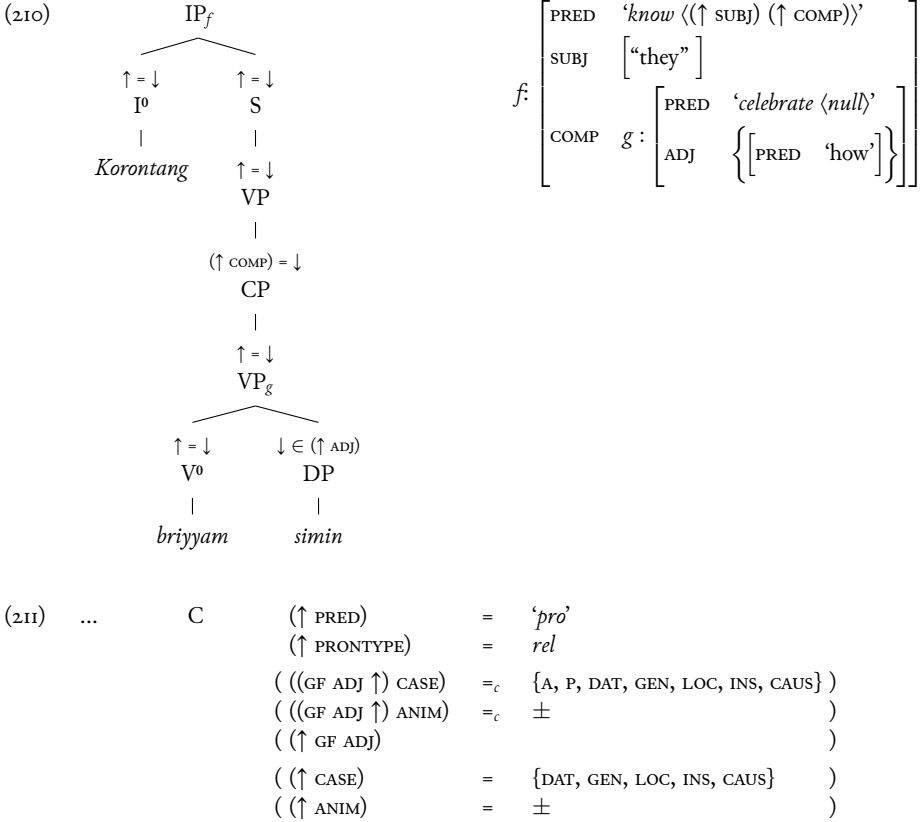 (210) IP_f
↑ = ↓ ↑ = ↓
I⁰ S
Korontang ↑ = ↓
VP
(↑ COMP) = ↓
CP
↑ = ↓
VP_g
↑ = ↓ ↓ ∈ (↑ ADJ)
V⁰ DP
briyyam simin
PRED ‘know ⟨(↑ SUBJ) (↑ COMP)⟩’
SUBJ [“they” ]
f:
PRED ‘celebrate ⟨null⟩’
COMP g :
ADJ {[PRED ‘how’]}
(211) ... C (↑ PRED) = ‘pro’
(↑ PRONTYPE) = rel
( ((GF ADJ ↑) CASE) =_c {A, P, DAT, GEN, LOC, INS, CAUS} )
( ((GF ADJ ↑) ANIM) =_c ± )
( (↑ GF ADJ) )
( (↑ CASE) = {DAT, GEN, LOC, INS, CAUS} )
( (↑ ANIM) = ± )